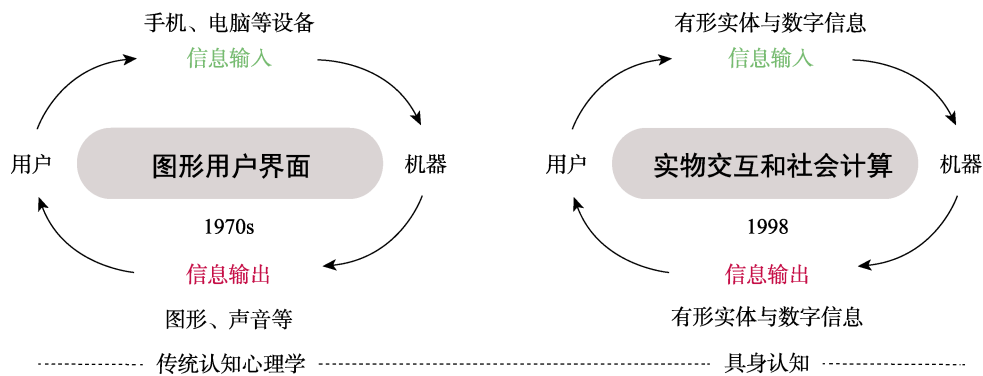 手机、电脑等设备
信息输入
用户
图形用户界面
机器
1970s
信息输出
图形、声音等
传统认知心理学
有形实体与数字信息
信息输入
用户
实物交互和社会计算
机器
1998
信息输出
有形实体与数字信息
具身认知